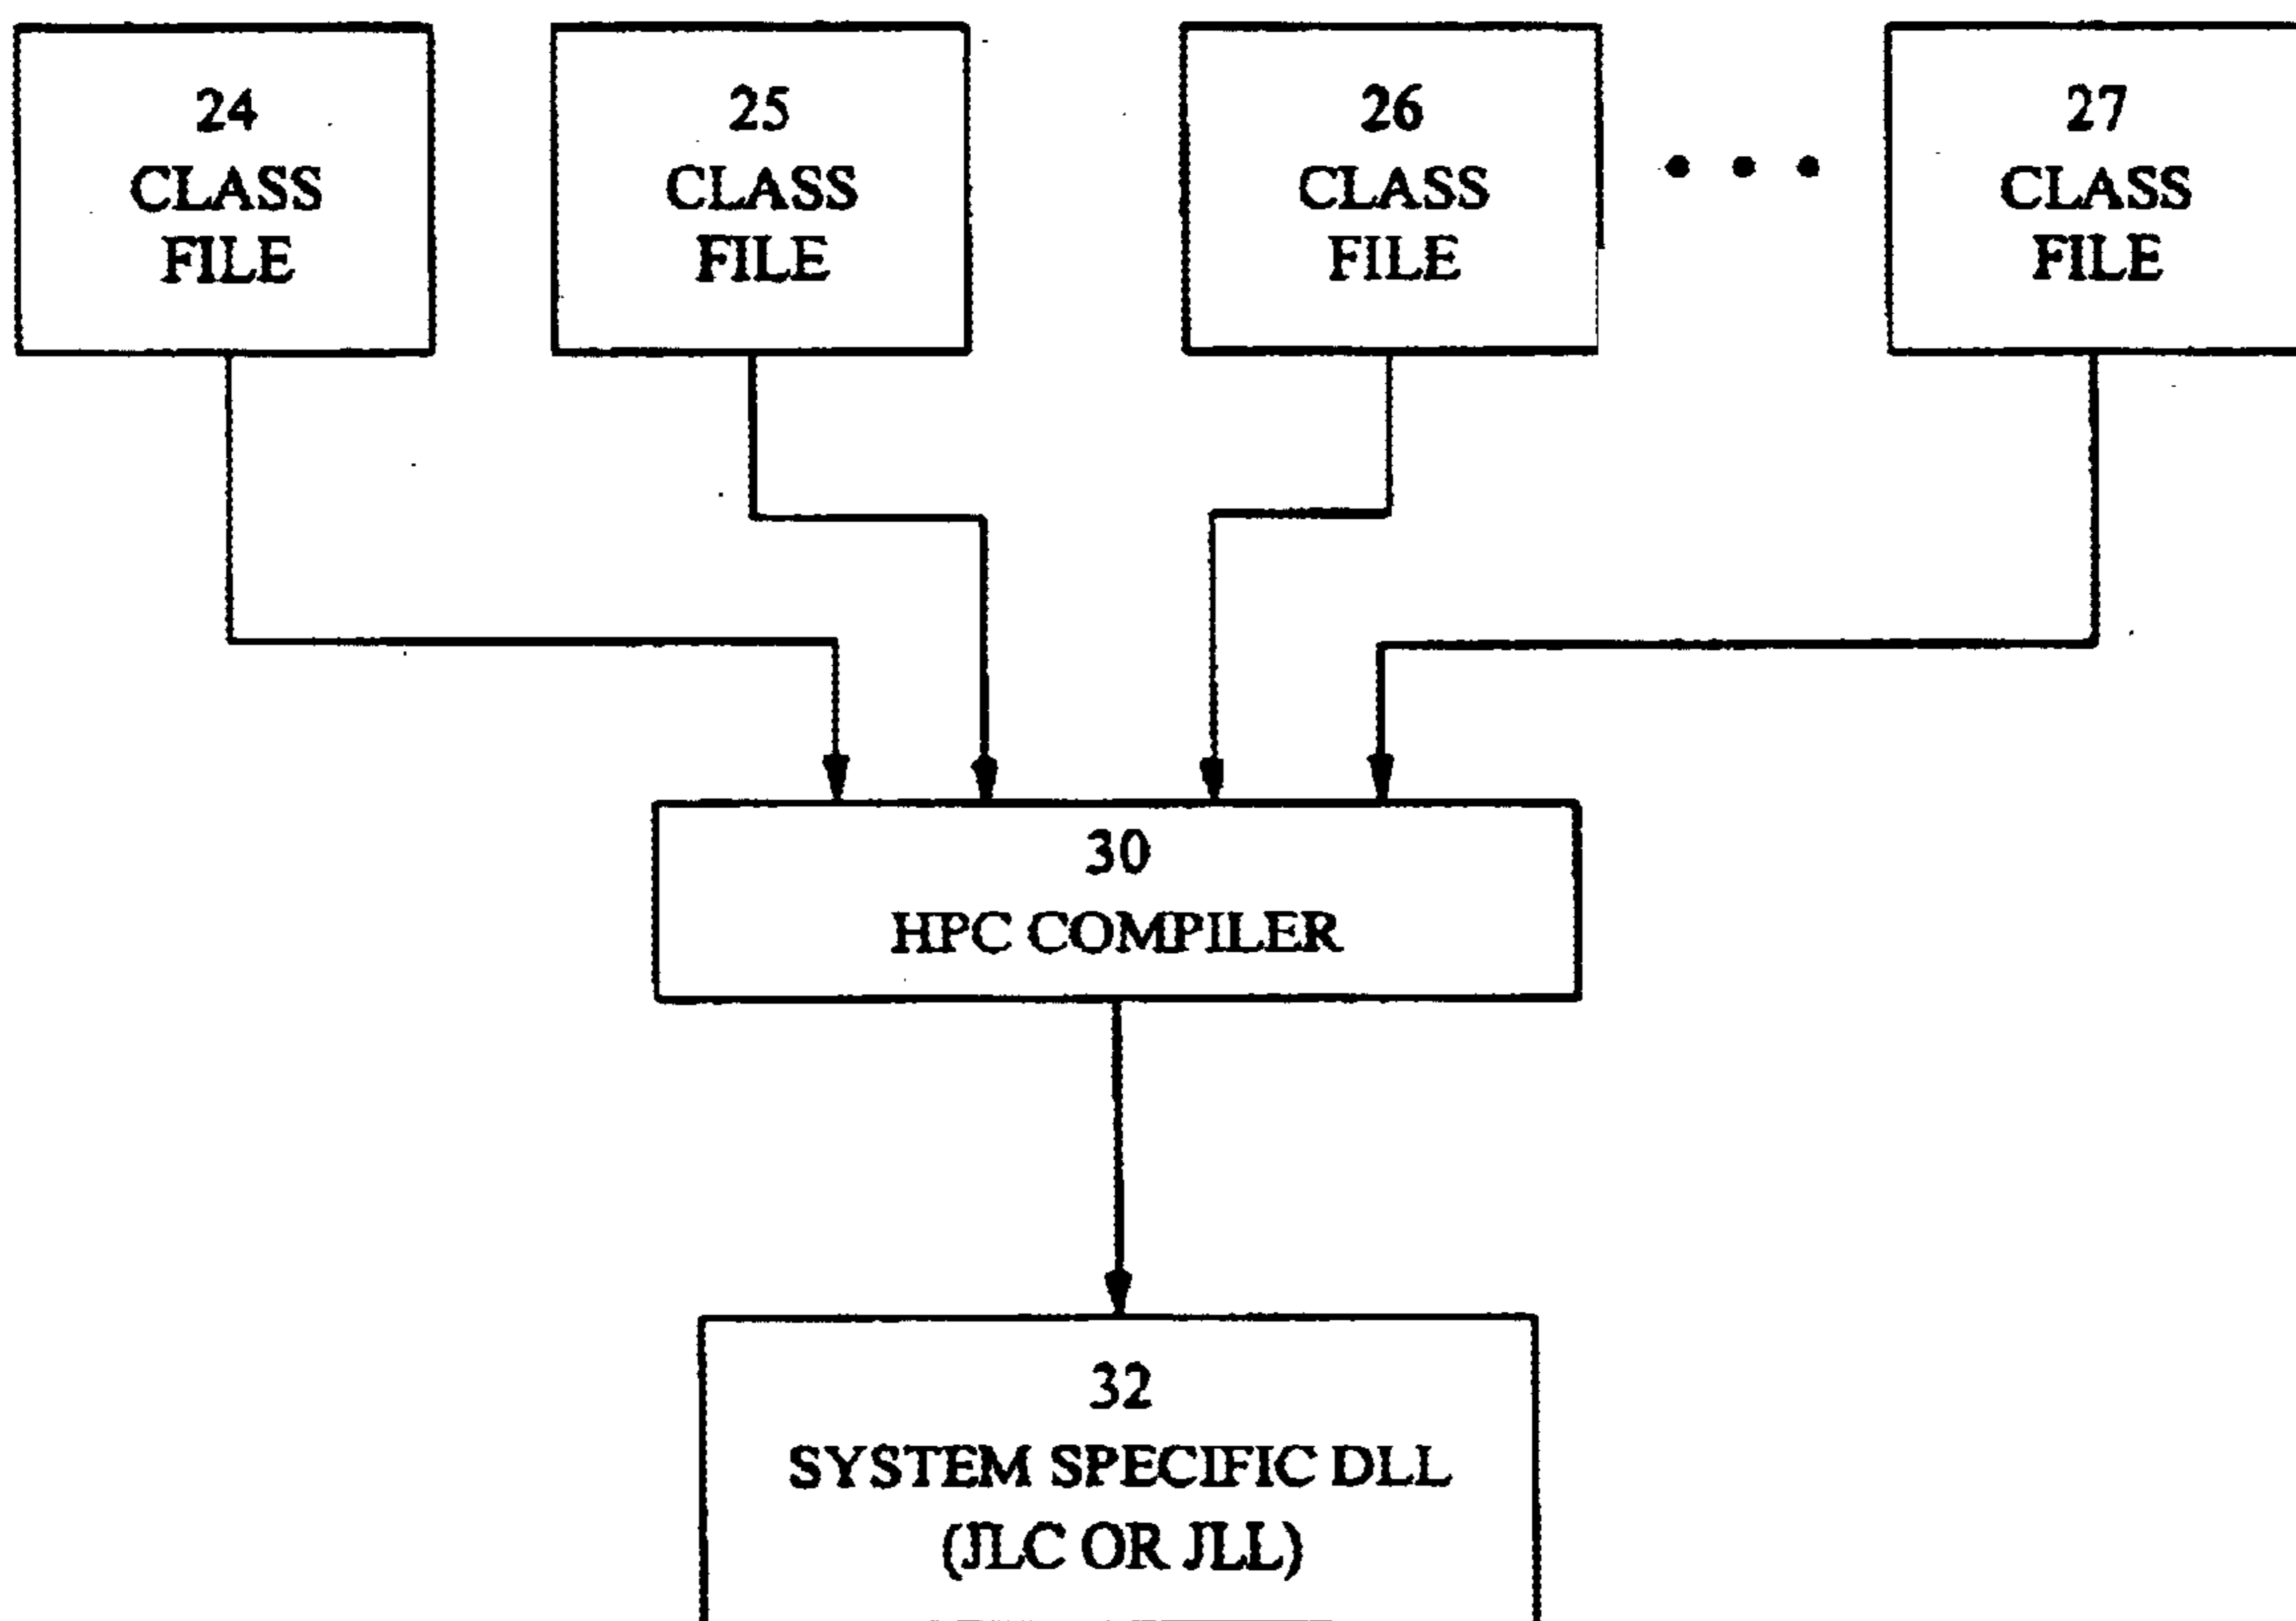 24
CLASS
FILE
25
CLASS
FILE
26
CLASS
FILE
27
CLASS
FILE
30
HPC COMPILER
32
SYSTEM SPECIFIC DLL
(JLC OR JLL)